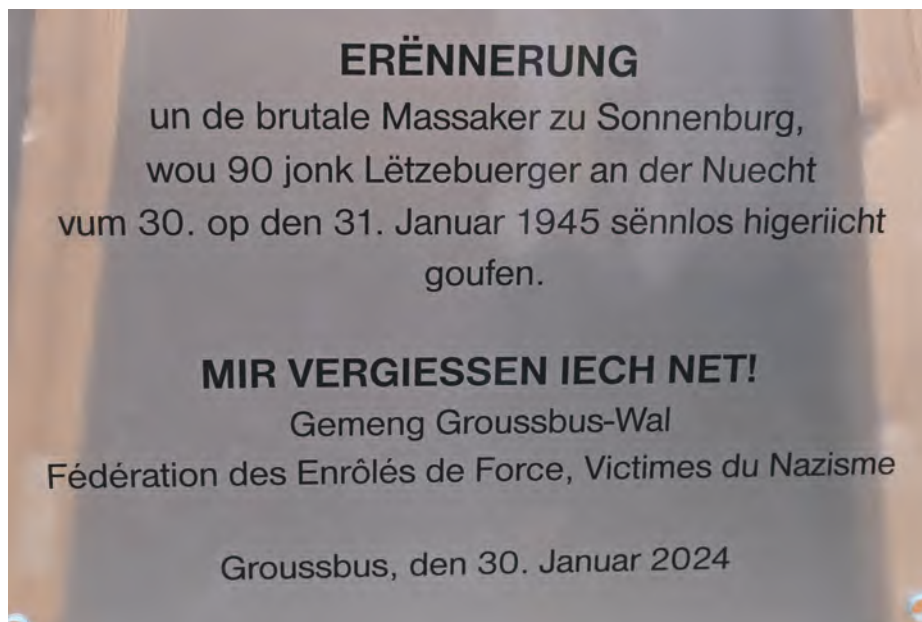 ERËNNERUNG
un de brutale Massaker zu Sonnenburg,
wou 90 jonk Lëtzebuerger an der Nuecht
vum 30. op den 31. Januar 1945 sënnlos higeriicht
goufen.
MIR VERGIESSEN IECH NET!
Gemeng Groussbus-Wal
Fédération des Enrôlés de Force, Victimes du Nazisme
Groussbus, den 30. Januar 2024